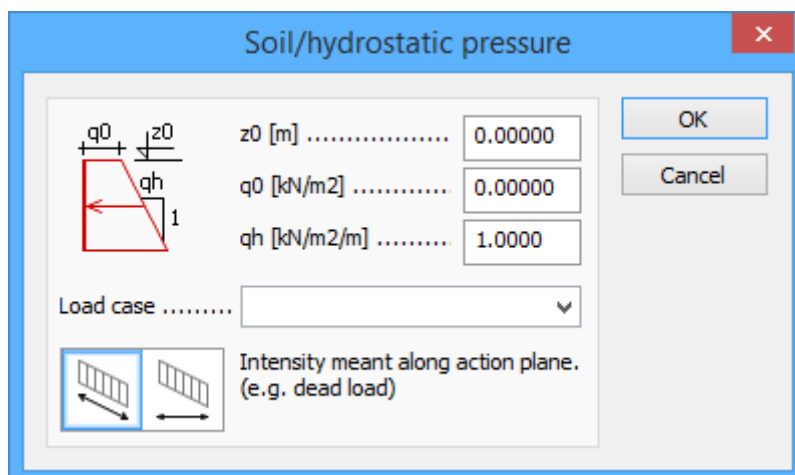 Soil/hydrostatic pressure
q0
z0
qh
1
z0 [m] ..................
0.00000
q0 [kN/m2] .............
0.00000
qh [kN/m2/m] ..........
1.0000
Load case .........
Intensity meant along action plane.
(e.g. dead load)
OK
Cancel